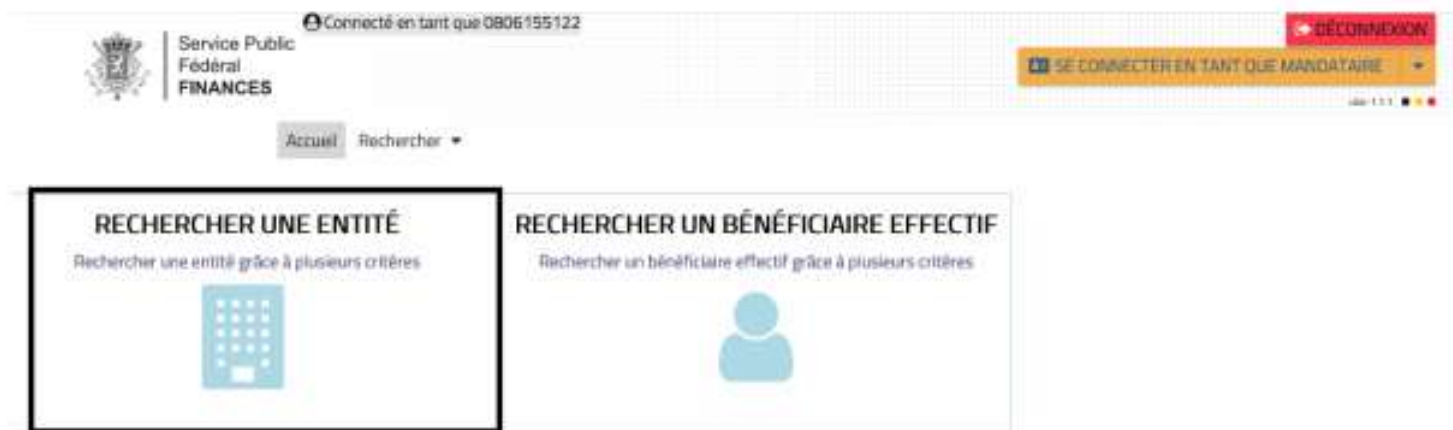 Connecté en tant que 0806155122
DÉCONNEXION
Service Public
Fédéral
FINANCES
SE CONNECTER EN TANT QUE MANDATAIRE
Accueil Rechercher
RECHERCHER UNE ENTITÉ
Rechercher une entité grâce à plusieurs critères
RECHERCHER UN BÉNÉFICIAIRE EFFECTIF
Rechercher un bénéficiaire effectif grâce à plusieurs critères